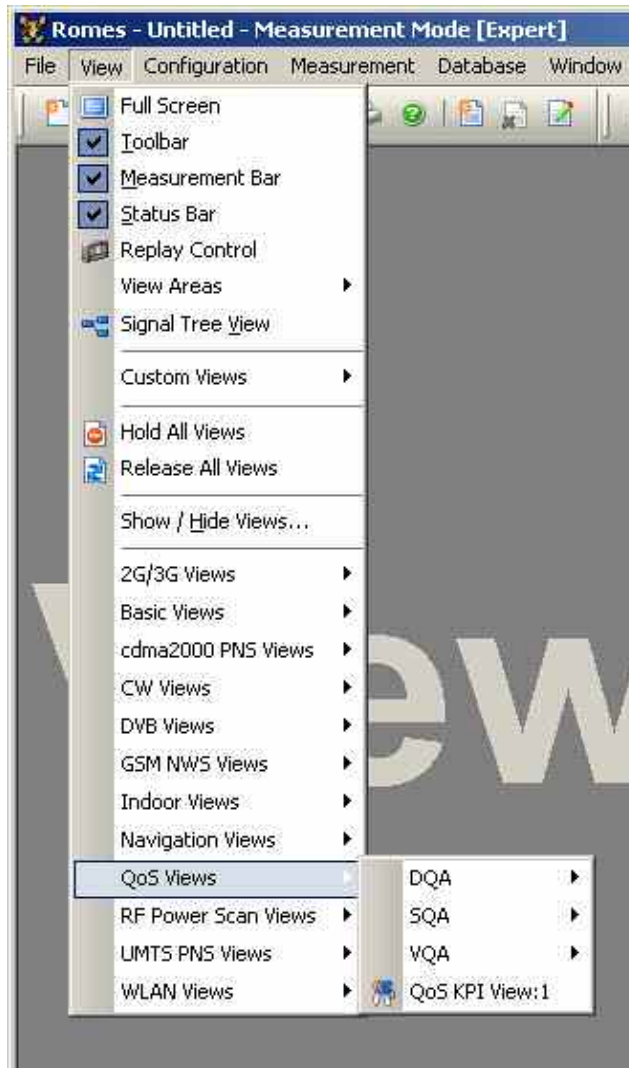 Romes - Untitled - Measurement Mode [Expert]
File View Configuration Measurement Database Window
Full Screen
Toolbar
Measurement Bar
Status Bar
Replay Control
View Areas
Signal Tree View
Custom Views
Hold All Views
Release All Views
Show / Hide Views...
2G/3G Views
Basic Views
cdma2000 PNS Views
CW Views
DVB Views
GSM NWS Views
Indoor Views
Navigation Views
QoS Views
RF Power Scan Views
UMTS PNS Views
WLAN Views
DQA
SQA
VQA
QoS KPI View:1